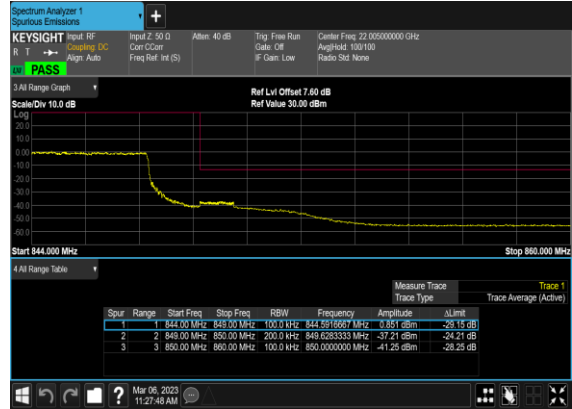 Spectrum Analyzer 1
Spurious Emissions
+
KEYSIGHT Input: RF Input Z: 50 Ω Atten: 40 dB Trig: Free Run Center Freq: 22.005000000 GHz
R T Coupling: DC Corr CCorr Gate: Off Avg|Hold: 100/100
Align: Auto Freq Ref: Int (S) IF Gain: Low Radio Std: None
PASS
3 All Range Graph
Ref Lvl Offset 7.60 dB
Scale/Div 10.0 dB Ref Value 30.00 dBm
Log
20.0
10.0
0.00
-10.0
-20.0
-30.0
-40.0
-50.0
-60.0
Start 844.000 MHz Stop 860.000 MHz
4 All Range Table
Measure Trace Trace 1
Trace Type Trace Average (Active)
Spur Range Start Freq Stop Freq RBW Frequency Amplitude ΔLimit
1 1 844.00 MHz 849.00 MHz 100.0 kHz 844.5916667 MHz 0.851 dBm -29.15 dB
2 2 849.00 MHz 850.00 MHz 200.0 kHz 849.6283333 MHz -37.21 dBm -24.21 dB
3 3 850.00 MHz 860.00 MHz 100.0 kHz 850.0000000 MHz -41.25 dBm -28.25 dB
? Mar 06, 2023
11:27:48 AM